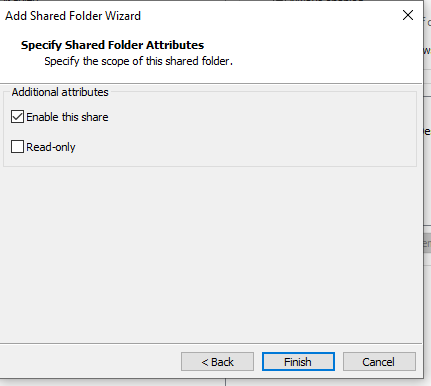 Add Shared Folder Wizard
Specify Shared Folder Attributes
Specify the scope of this shared folder.
Additional attributes
Enable this share
Read-only
< Back
Finish
Cancel